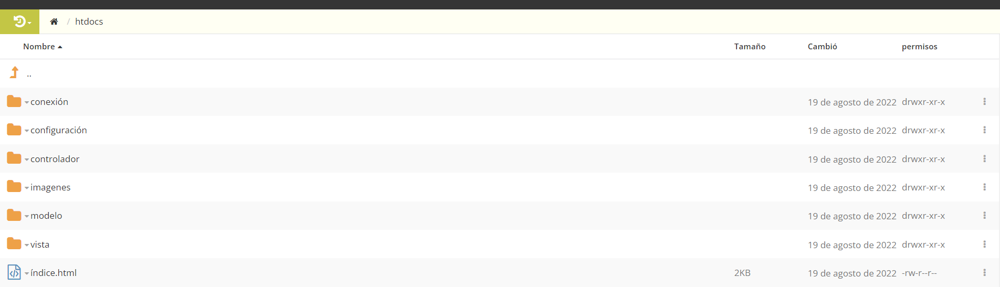 / htdocs
Nombre Tamaño Cambió permisos
..
conexión 19 de agosto de 2022 drwxr-xr-x
configuración 19 de agosto de 2022 drwxr-xr-x
controlador 19 de agosto de 2022 drwxr-xr-x
imagenes 19 de agosto de 2022 drwxr-xr-x
modelo 19 de agosto de 2022 drwxr-xr-x
vista 19 de agosto de 2022 drwxr-xr-x
índice.html 2KB 19 de agosto de 2022 -rw-r--r--